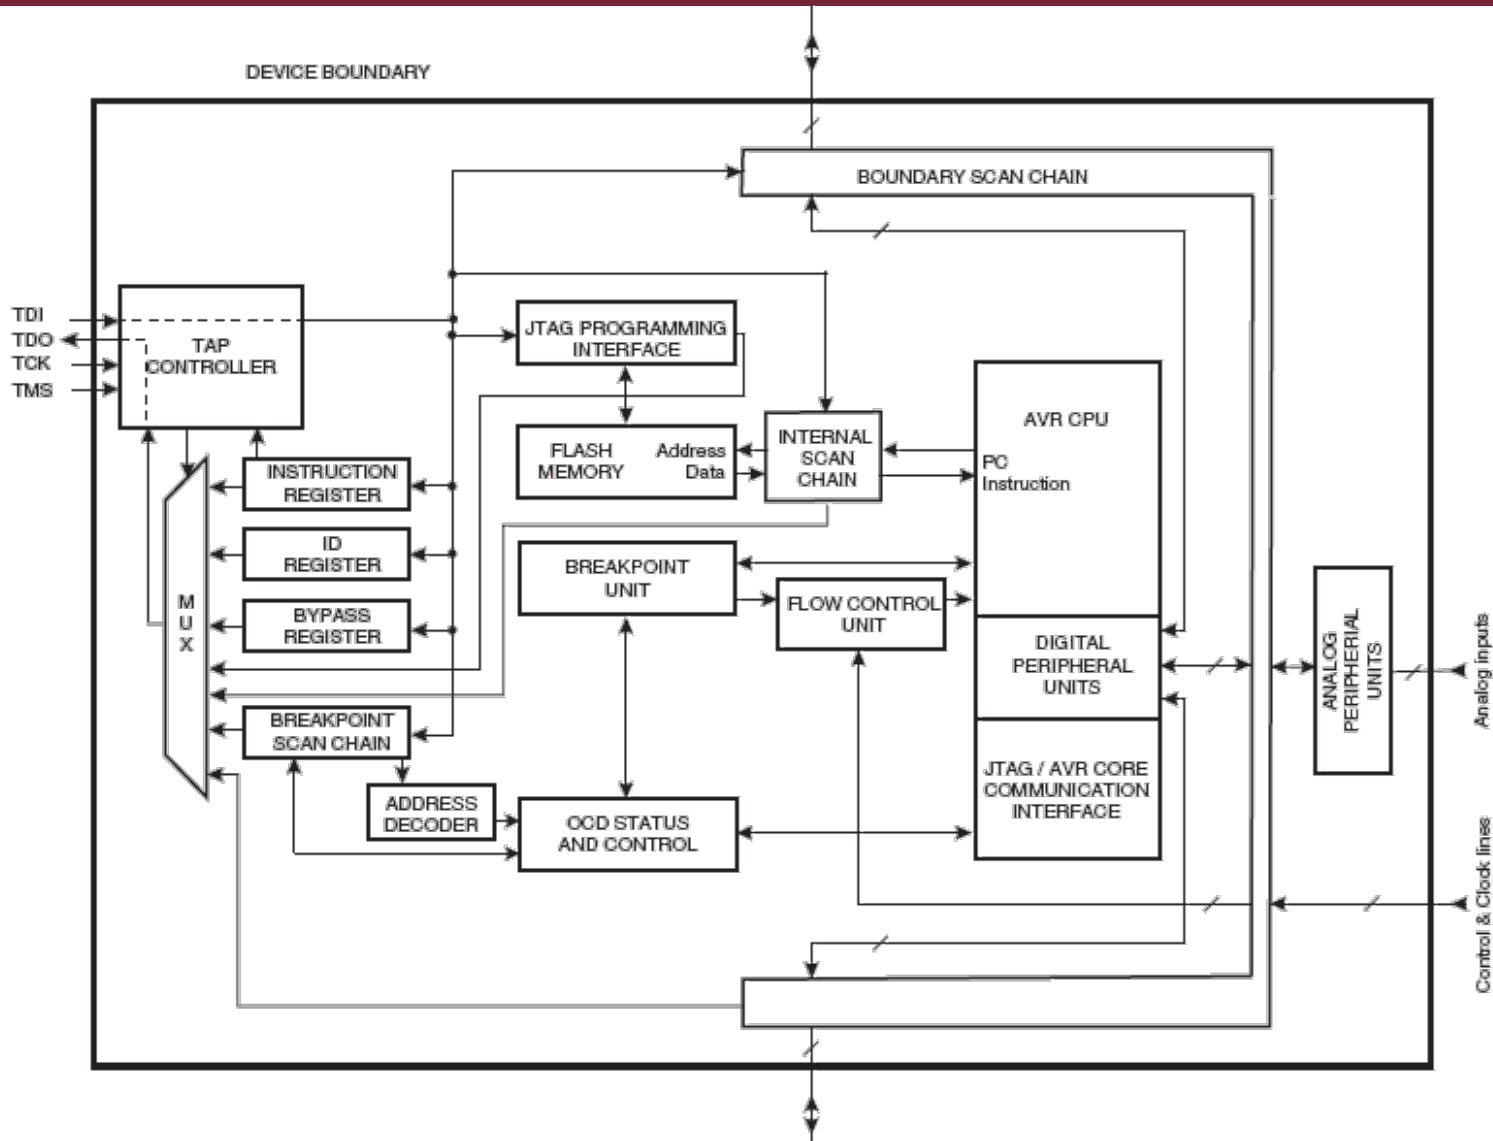 DEVICE BOUNDARY
BOUNDARY SCAN CHAIN
TDI
TDO
TCK
TMS
TAP
CONTROLLER
JTAG PROGRAMMING
INTERFACE
AVR CPU
FLASH
MEMORY
Address
Data
INTERNAL
SCAN
CHAIN
PC
Instruction
INSTRUCTION
REGISTER
ID
REGISTER
BREAKPOINT
UNIT
FLOW CONTROL
UNIT
M
U
X
BYPASS
REGISTER
DIGITAL
PERIPHERAL
UNITS
ANALOG
PERIPHERIAL
UNITS
Analog inputs
BREAKPOINT
SCAN CHAIN
ADDRESS
DECODER
OCD STATUS
AND CONTROL
JTAG / AVR CORE
COMMUNICATION
INTERFACE
Control & Clock lines